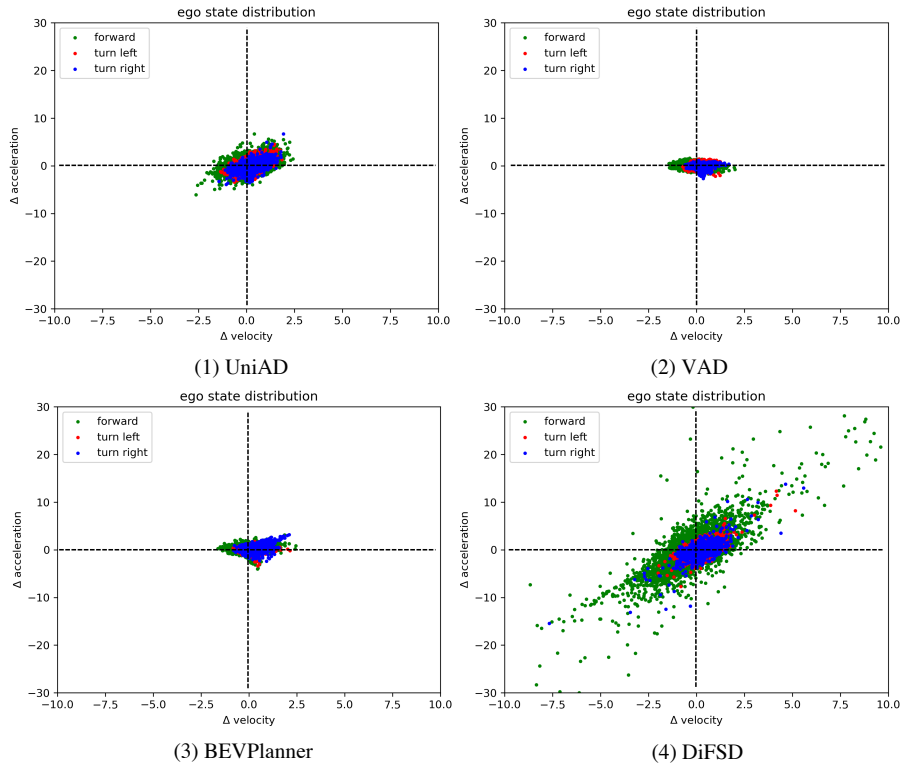 ego state distribution
forward
turn left
turn right
30
20
10
0
−10
−20
−30
Δ acceleration
−10.0 −7.5 −5.0 −2.5 0.0 2.5 5.0 7.5 10.0
Δ velocity
(1) UniAD
ego state distribution
forward
turn left
turn right
30
20
10
0
−10
−20
−30
Δ acceleration
−10.0 −7.5 −5.0 −2.5 0.0 2.5 5.0 7.5 10.0
Δ velocity
(2) VAD
ego state distribution
forward
turn left
turn right
30
20
10
0
−10
−20
−30
Δ acceleration
−10.0 −7.5 −5.0 −2.5 0.0 2.5 5.0 7.5 10.0
Δ velocity
(3) BEVPlanner
ego state distribution
forward
turn left
turn right
30
20
10
0
−10
−20
−30
Δ acceleration
−10.0 −7.5 −5.0 −2.5 0.0 2.5 5.0 7.5 10.0
Δ velocity
(4) DiFSD